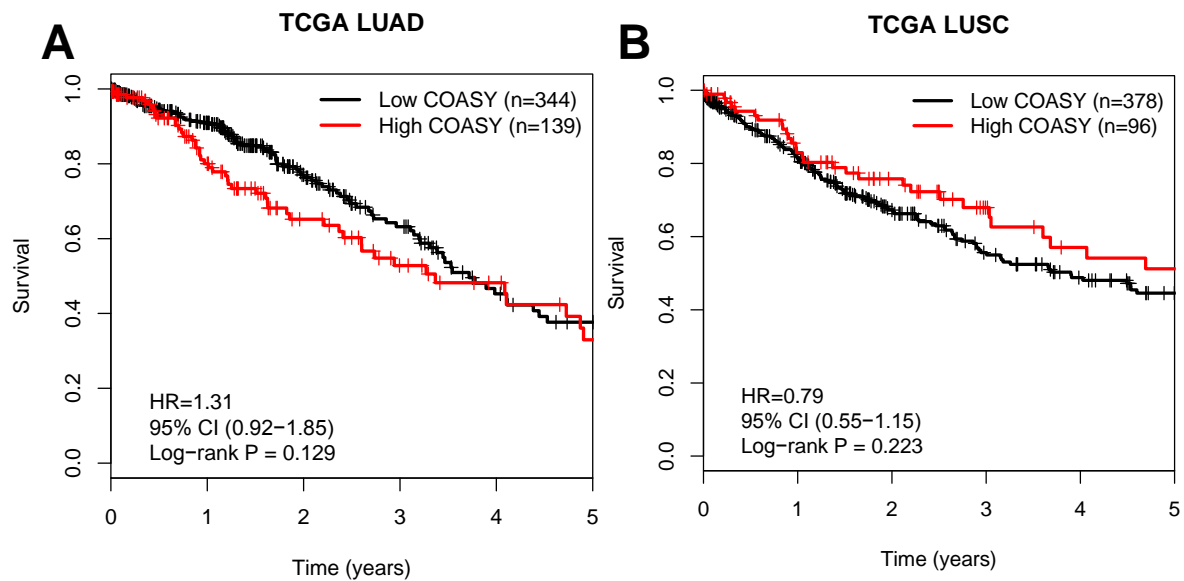 A
TCGA LUAD
Survival
1.0
0.8
0.6
0.4
0.2
0.0
Low COASY (n=344)
High COASY (n=139)
HR=1.31
95% CI (0.92−1.85)
Log−rank P = 0.129
0 1 2 3 4 5
Time (years)
B
TCGA LUSC
Survival
1.0
0.8
0.6
0.4
0.2
0.0
Low COASY (n=378)
High COASY (n=96)
HR=0.79
95% CI (0.55−1.15)
Log−rank P = 0.223
0 1 2 3 4 5
Time (years)